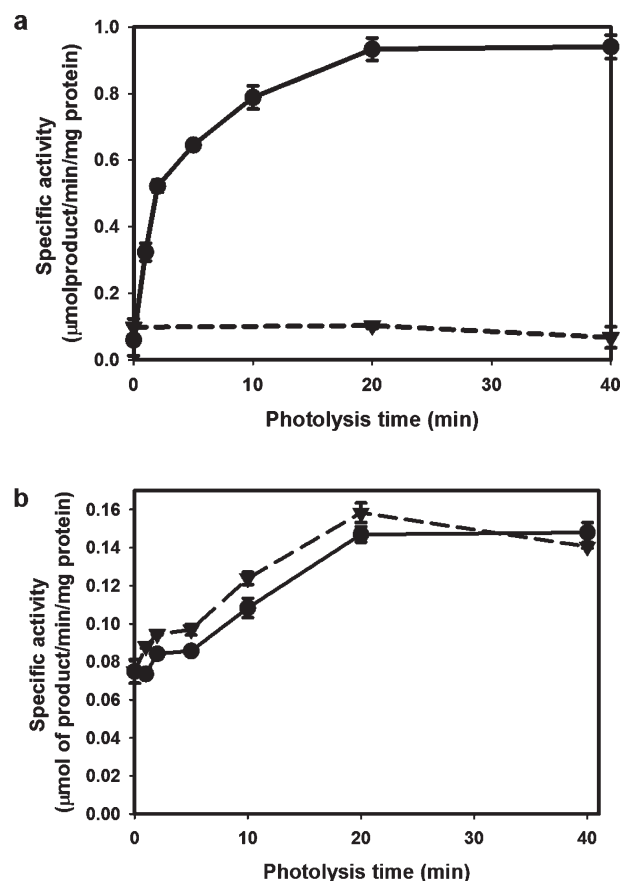 a
Specific activity
(μmolproduct/min/mg protein)
1.0
0.8
0.6
0.4
0.2
0.0
0 10 20 30 40
Photolysis time (min)
b
Specific activity
(μmol of product/min/mg protein)
0.16
0.14
0.12
0.10
0.08
0.06
0.04
0.02
0.00
0 10 20 30 40
Photolysis time (min)